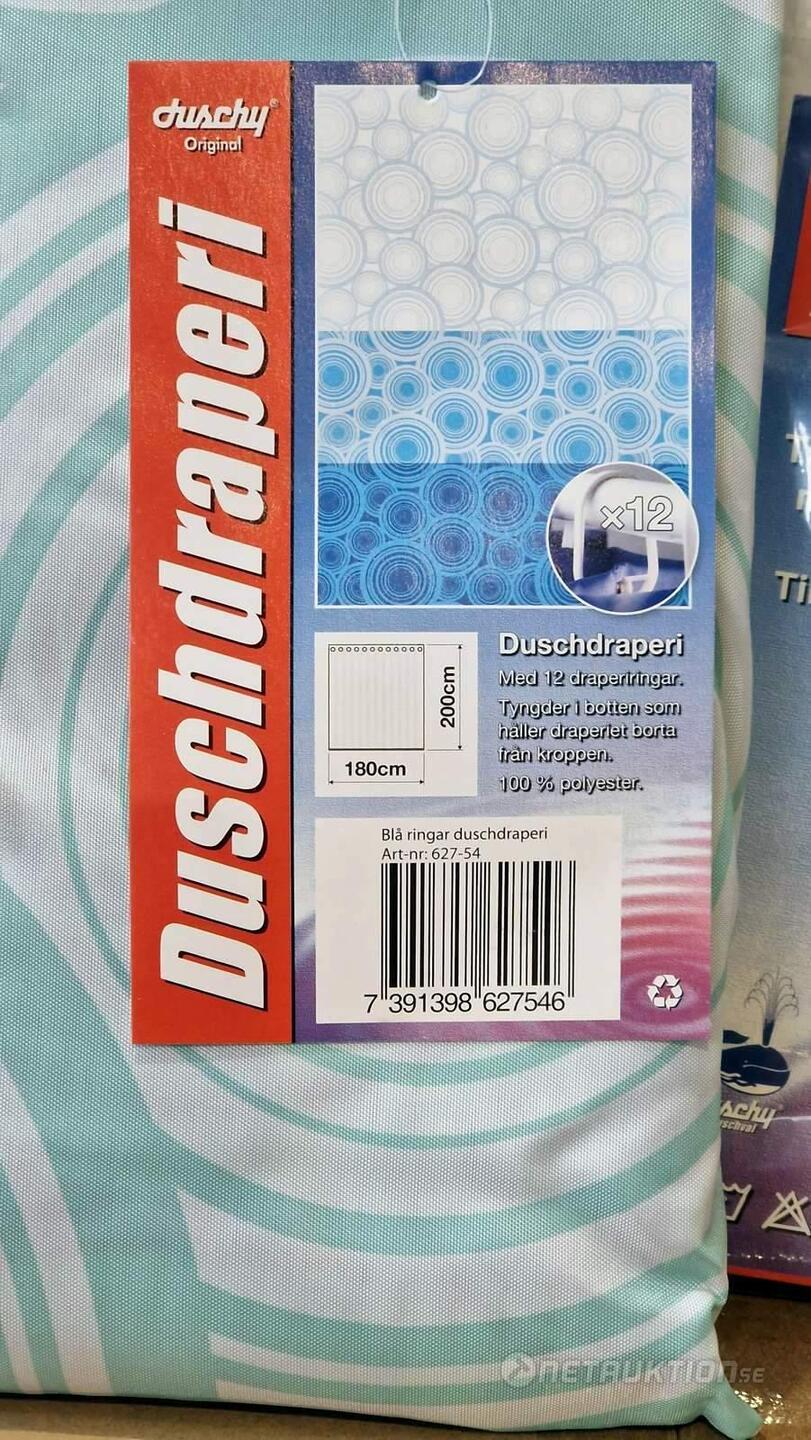 duschy®
Original
Duschdraperi
×12
200cm
180cm
Duschdraperi
Med 12 draperiringar.
Tyngder i botten som
håller draperiet borta
från kroppen.
100 % polyester.
Blå ringar duschdraperi
Art-nr: 627-54
7 391398 627546
NETAUKTION.SE